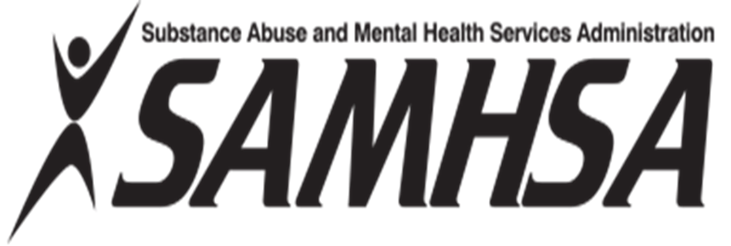 Substance Abuse and Mental Health Services Administration
SAMHSA